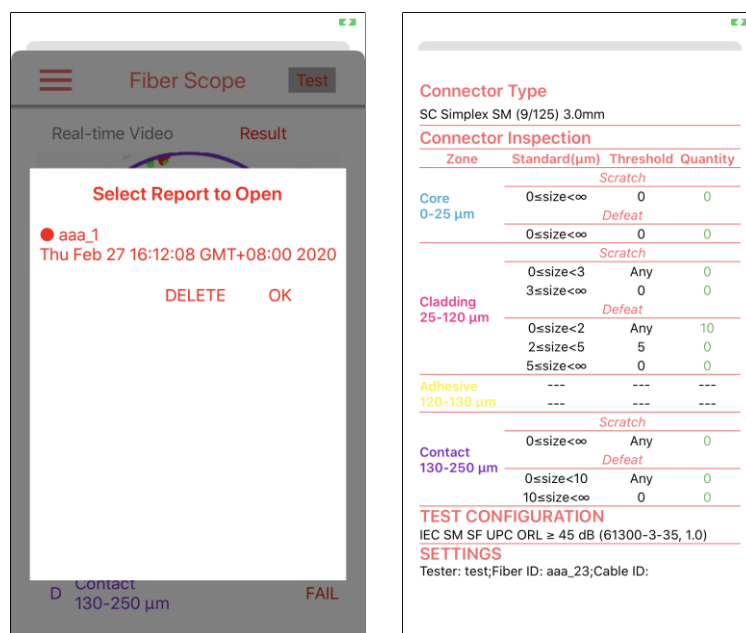 Fiber Scope Test
Real-time Video Result
Select Report to Open
aaa_1
Thu Feb 27 16:12:08 GMT+08:00 2020
DELETE OK
D Contact
130-250 μm FAIL
Connector Type
SC Simplex SM (9/125) 3.0mm
Connector Inspection
Zone Standard(μm) Threshold Quantity
Scratch
Core
0-25 μm
0≤size<∞ 0 0
Defeat
0≤size<∞ 0 0
Scratch
0≤size<3 Any 0
3≤size<∞ 0 0
Cladding
25-120 μm
Defeat
0≤size<2 Any 10
2≤size<5 5 0
5≤size<∞ 0 0
Adhesive --- --- ---
120-130 μm --- --- ---
Scratch
0≤size<∞ Any 0
Contact
130-250 μm
Defeat
0≤size<10 Any 0
10≤size<∞ 0 0
TEST CONFIGURATION
IEC SM SF UPC ORL ≥ 45 dB (61300-3-35, 1.0)
SETTINGS
Tester: test;Fiber ID: aaa_23;Cable ID: